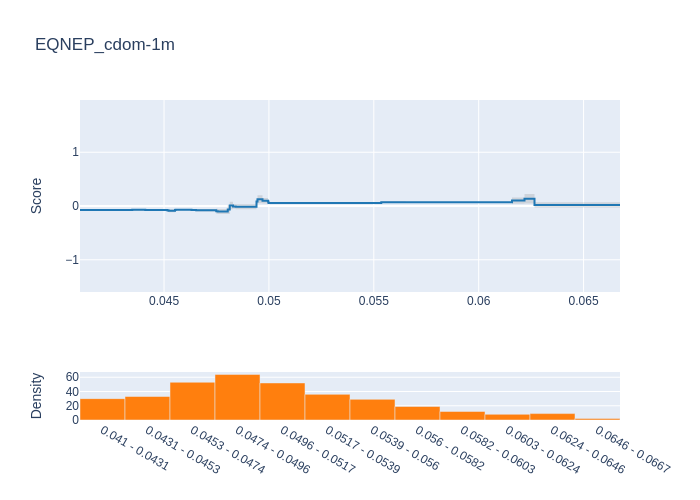 EQNEP_cdom-1m
Score
1
0
−1
0.045 0.05 0.055 0.06 0.065
Density
60
40
20
0
0.041 - 0.0431
0.0431 - 0.0453
0.0453 - 0.0474
0.0474 - 0.0496
0.0496 - 0.0517
0.0517 - 0.0539
0.0539 - 0.056
0.056 - 0.0582
0.0582 - 0.0603
0.0603 - 0.0624
0.0624 - 0.0646
0.0646 - 0.0667